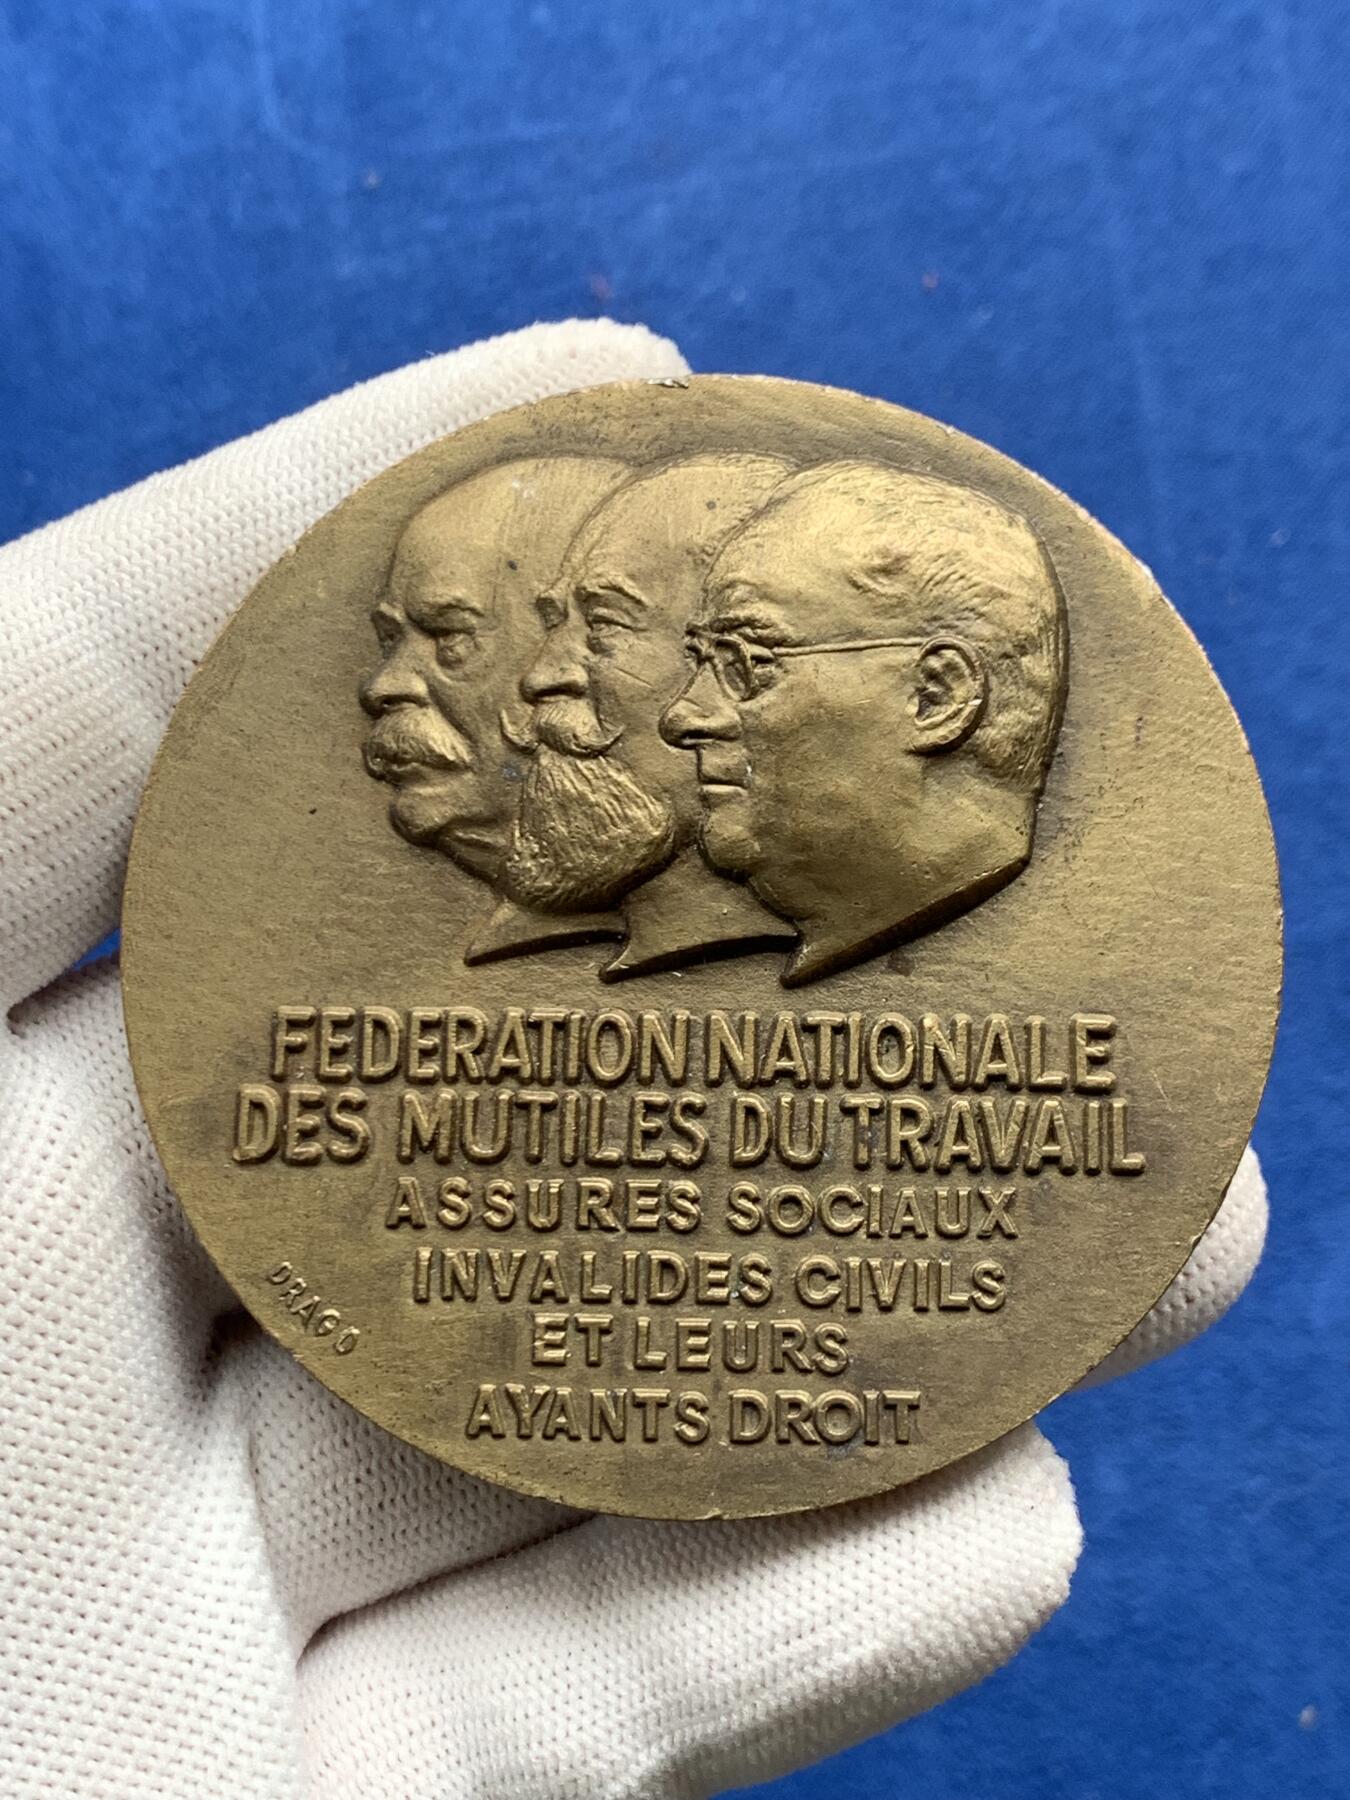 FEDERATION NATIONALE
DES MUTILES DU TRAVAIL
ASSURES SOCIAUX
INVALIDES CIVILS
ET LEURS
AYANTS DROIT
DRAGO